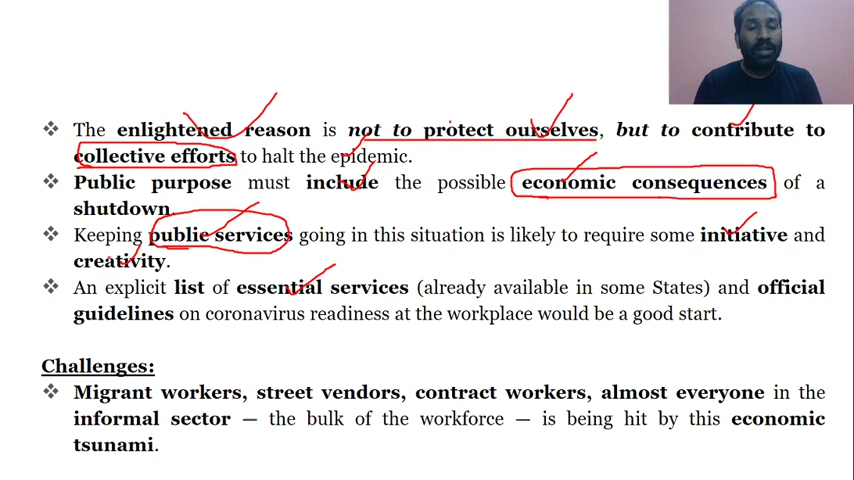 ❖ The enlightened reason is not to protect ourselves, but to contribute to
collective efforts to halt the epidemic.
❖ Public purpose must include the possible economic consequences of a
shutdown.
❖ Keeping public services going in this situation is likely to require some initiative and
creativity.
❖ An explicit list of essential services (already available in some States) and official
guidelines on coronavirus readiness at the workplace would be a good start.
Challenges:
❖ Migrant workers, street vendors, contract workers, almost everyone in the
informal sector — the bulk of the workforce — is being hit by this economic
tsunami.